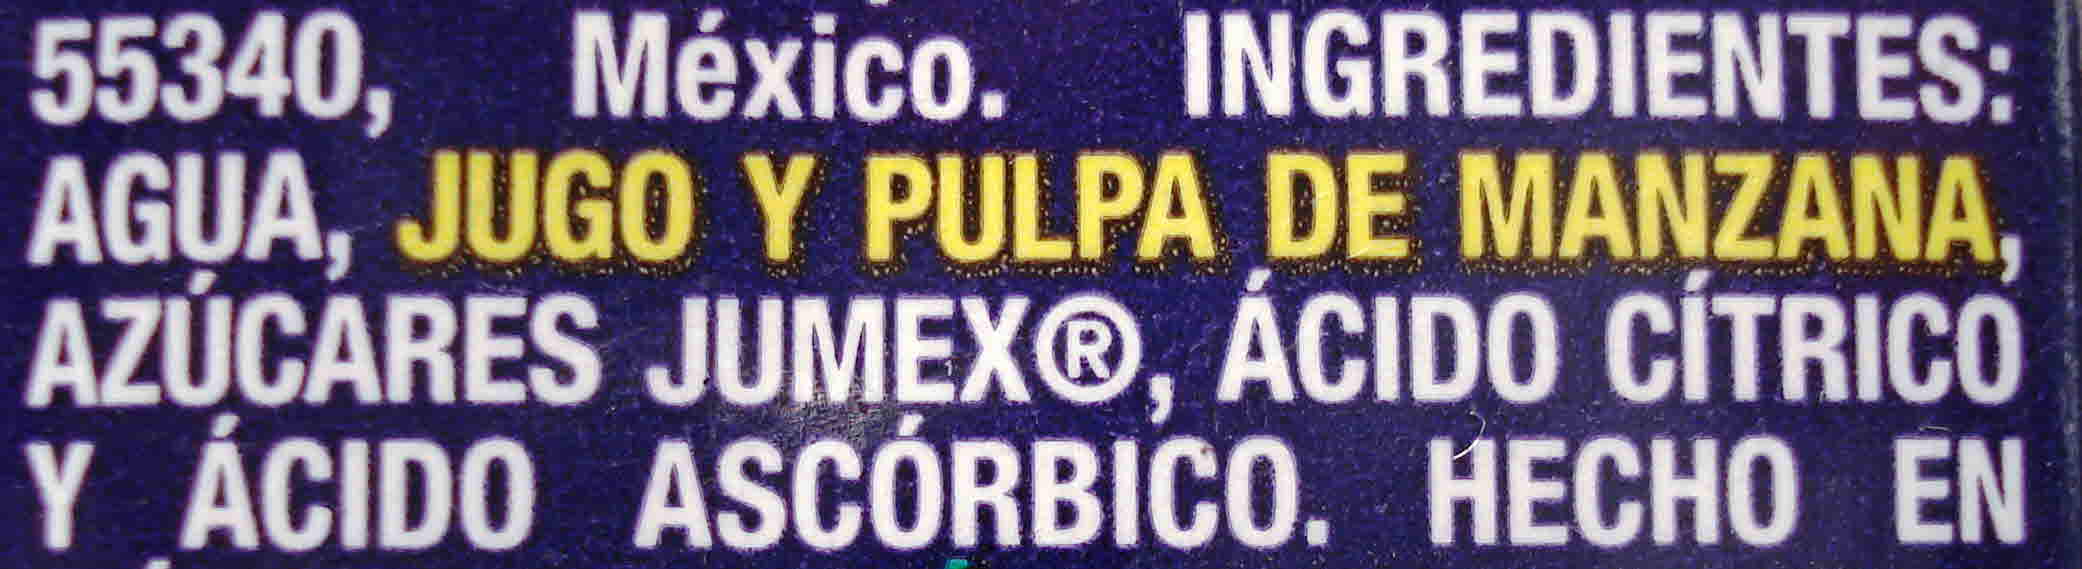 55340, México. INGREDIENTES:
AGUA, JUGO Y PULPA DE MANZANA,
AZÚCARES JUMEX®, ÁCIDO CÍTRICO
Y ÁCIDO ASCÓRBICO. HECHO EN